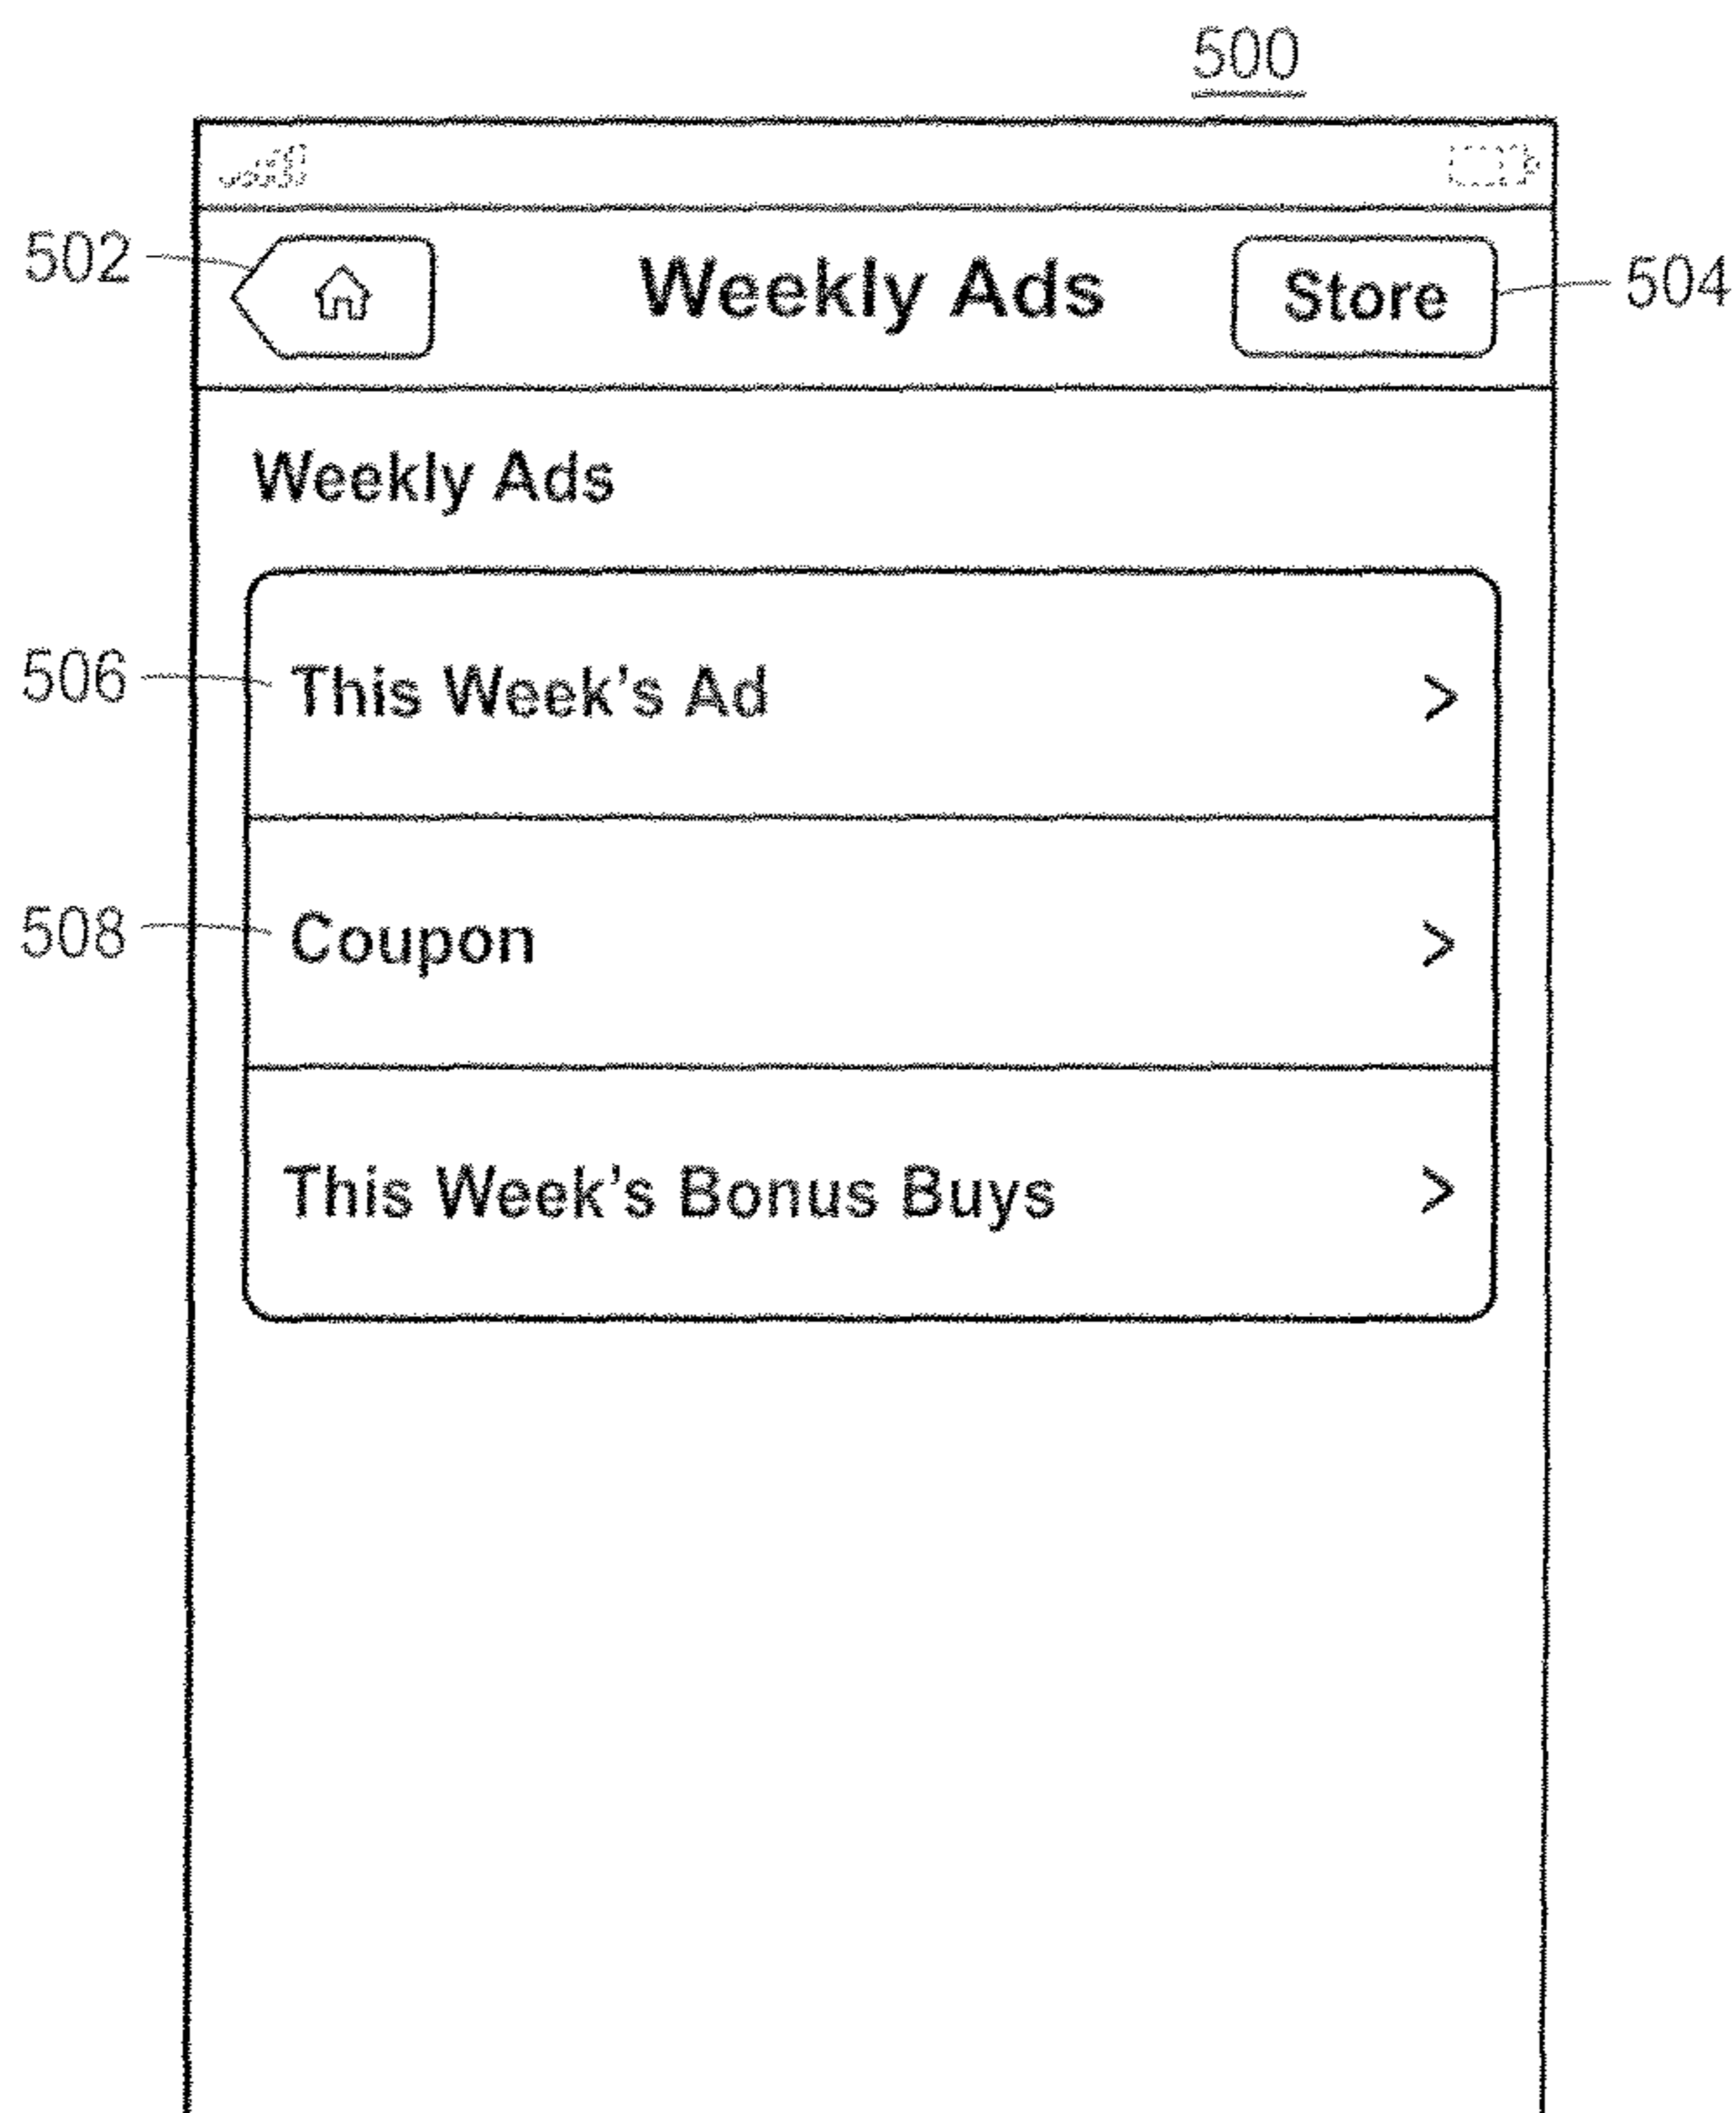 500
502
Weekly Ads
Store
504
Weekly Ads
506
This Week's Ad
>
508
Coupon
>
This Week's Bonus Buys
>